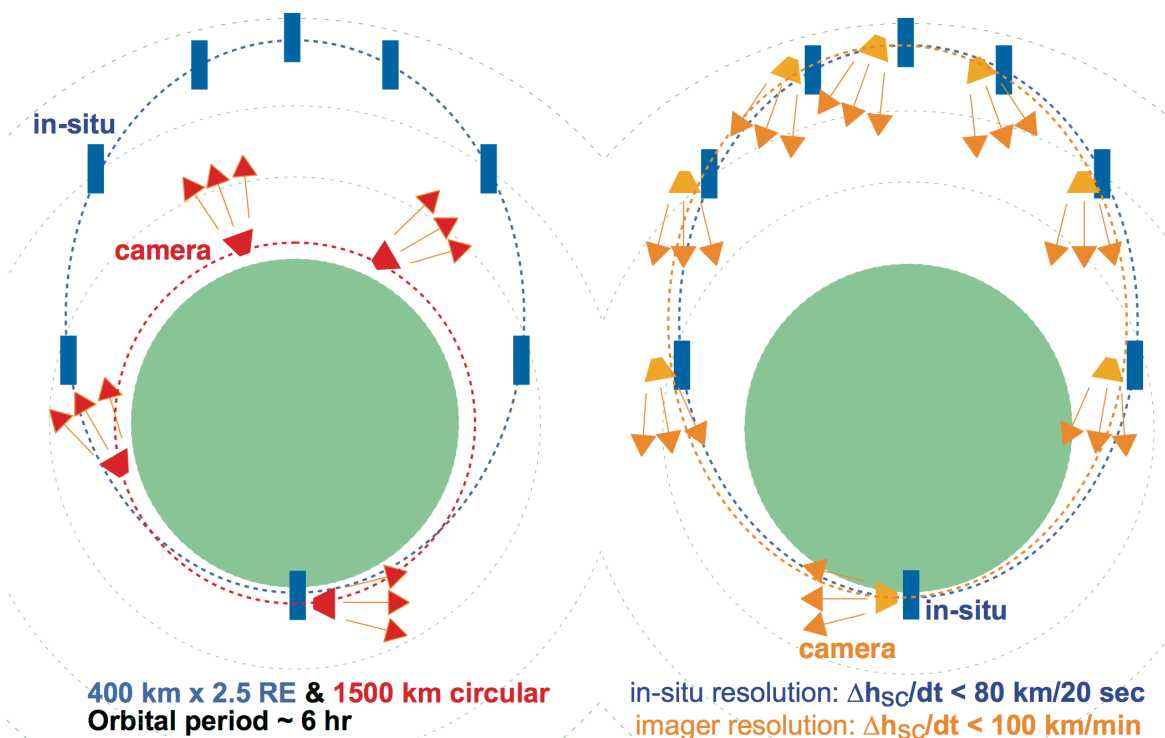 in-situ
camera
400 km x 2.5 RE & 1500 km circular
Orbital period ~ 6 hr
in-situ
camera
in-situ resolution: Δhsc/dt < 80 km/20 sec
imager resolution: Δhsc/dt < 100 km/min